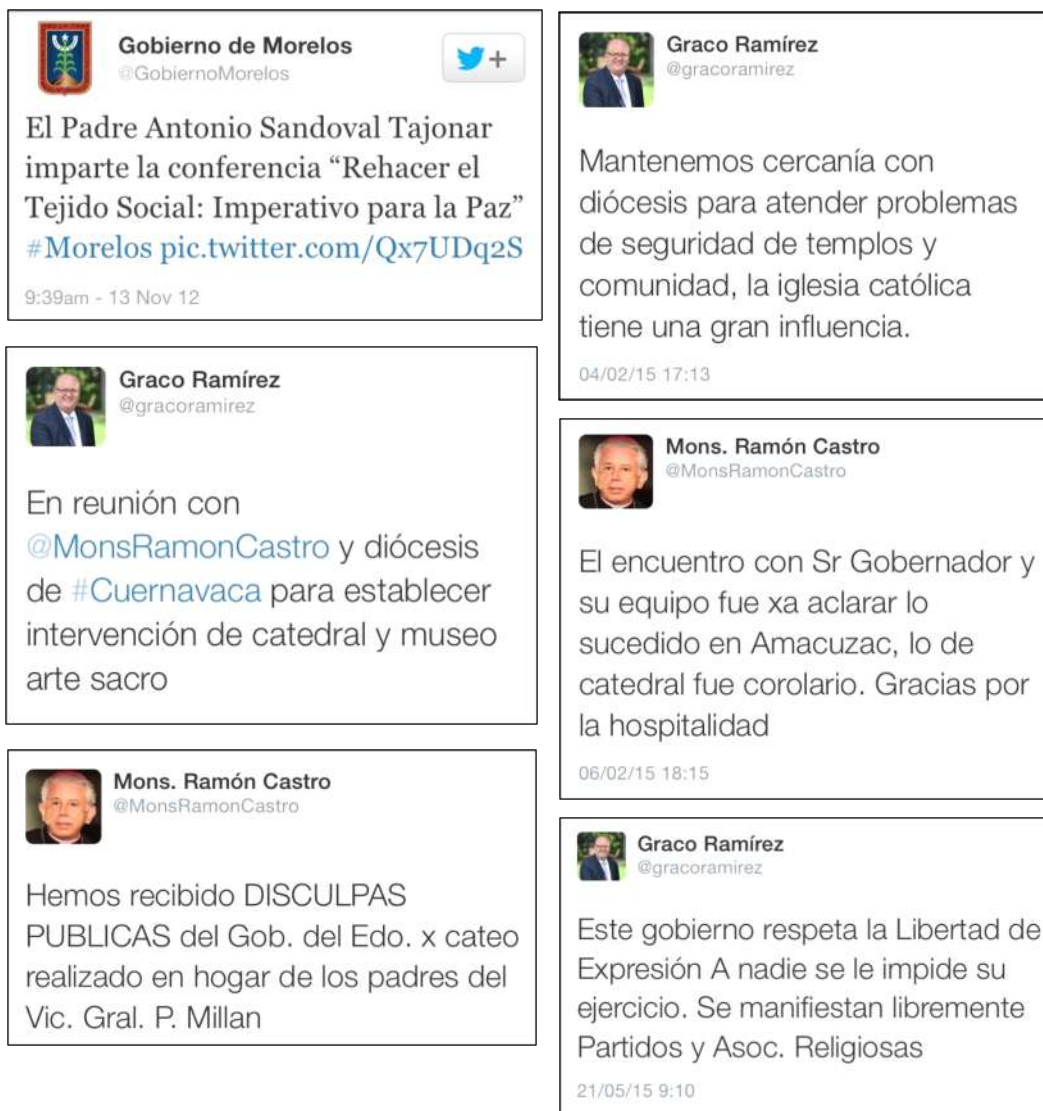 Gobierno de Morelos
@GobiernoMorelos
+
El Padre Antonio Sandoval Tajonar
imparte la conferencia “Rehacer el
Tejido Social: Imperativo para la Paz”
#Morelos pic.twitter.com/Qx7UDq2S
9:39am - 13 Nov 12
Graco Ramírez
@gracoramirez
En reunión con
@MonsRamonCastro y diócesis
de #Cuernavaca para establecer
intervención de catedral y museo
arte sacro
Mons. Ramón Castro
@MonsRamonCastro
Hemos recibido DISCULPAS
PUBLICAS del Gob. del Edo. x cateo
realizado en hogar de los padres del
Vic. Gral. P. Millan
Graco Ramírez
@gracoramirez
Mantenemos cercanía con
diócesis para atender problemas
de seguridad de templos y
comunidad, la iglesia católica
tiene una gran influencia.
04/02/15 17:13
Mons. Ramón Castro
@MonsRamonCastro
El encuentro con Sr Gobernador y
su equipo fue xa aclarar lo
sucedido en Amacuzac, lo de
catedral fue corolario. Gracias por
la hospitalidad
06/02/15 18:15
Graco Ramírez
@gracoramirez
Este gobierno respeta la Libertad de
Expresión A nadie se le impide su
ejercicio. Se manifiestan libremente
Partidos y Asoc. Religiosas
21/05/15 9:10